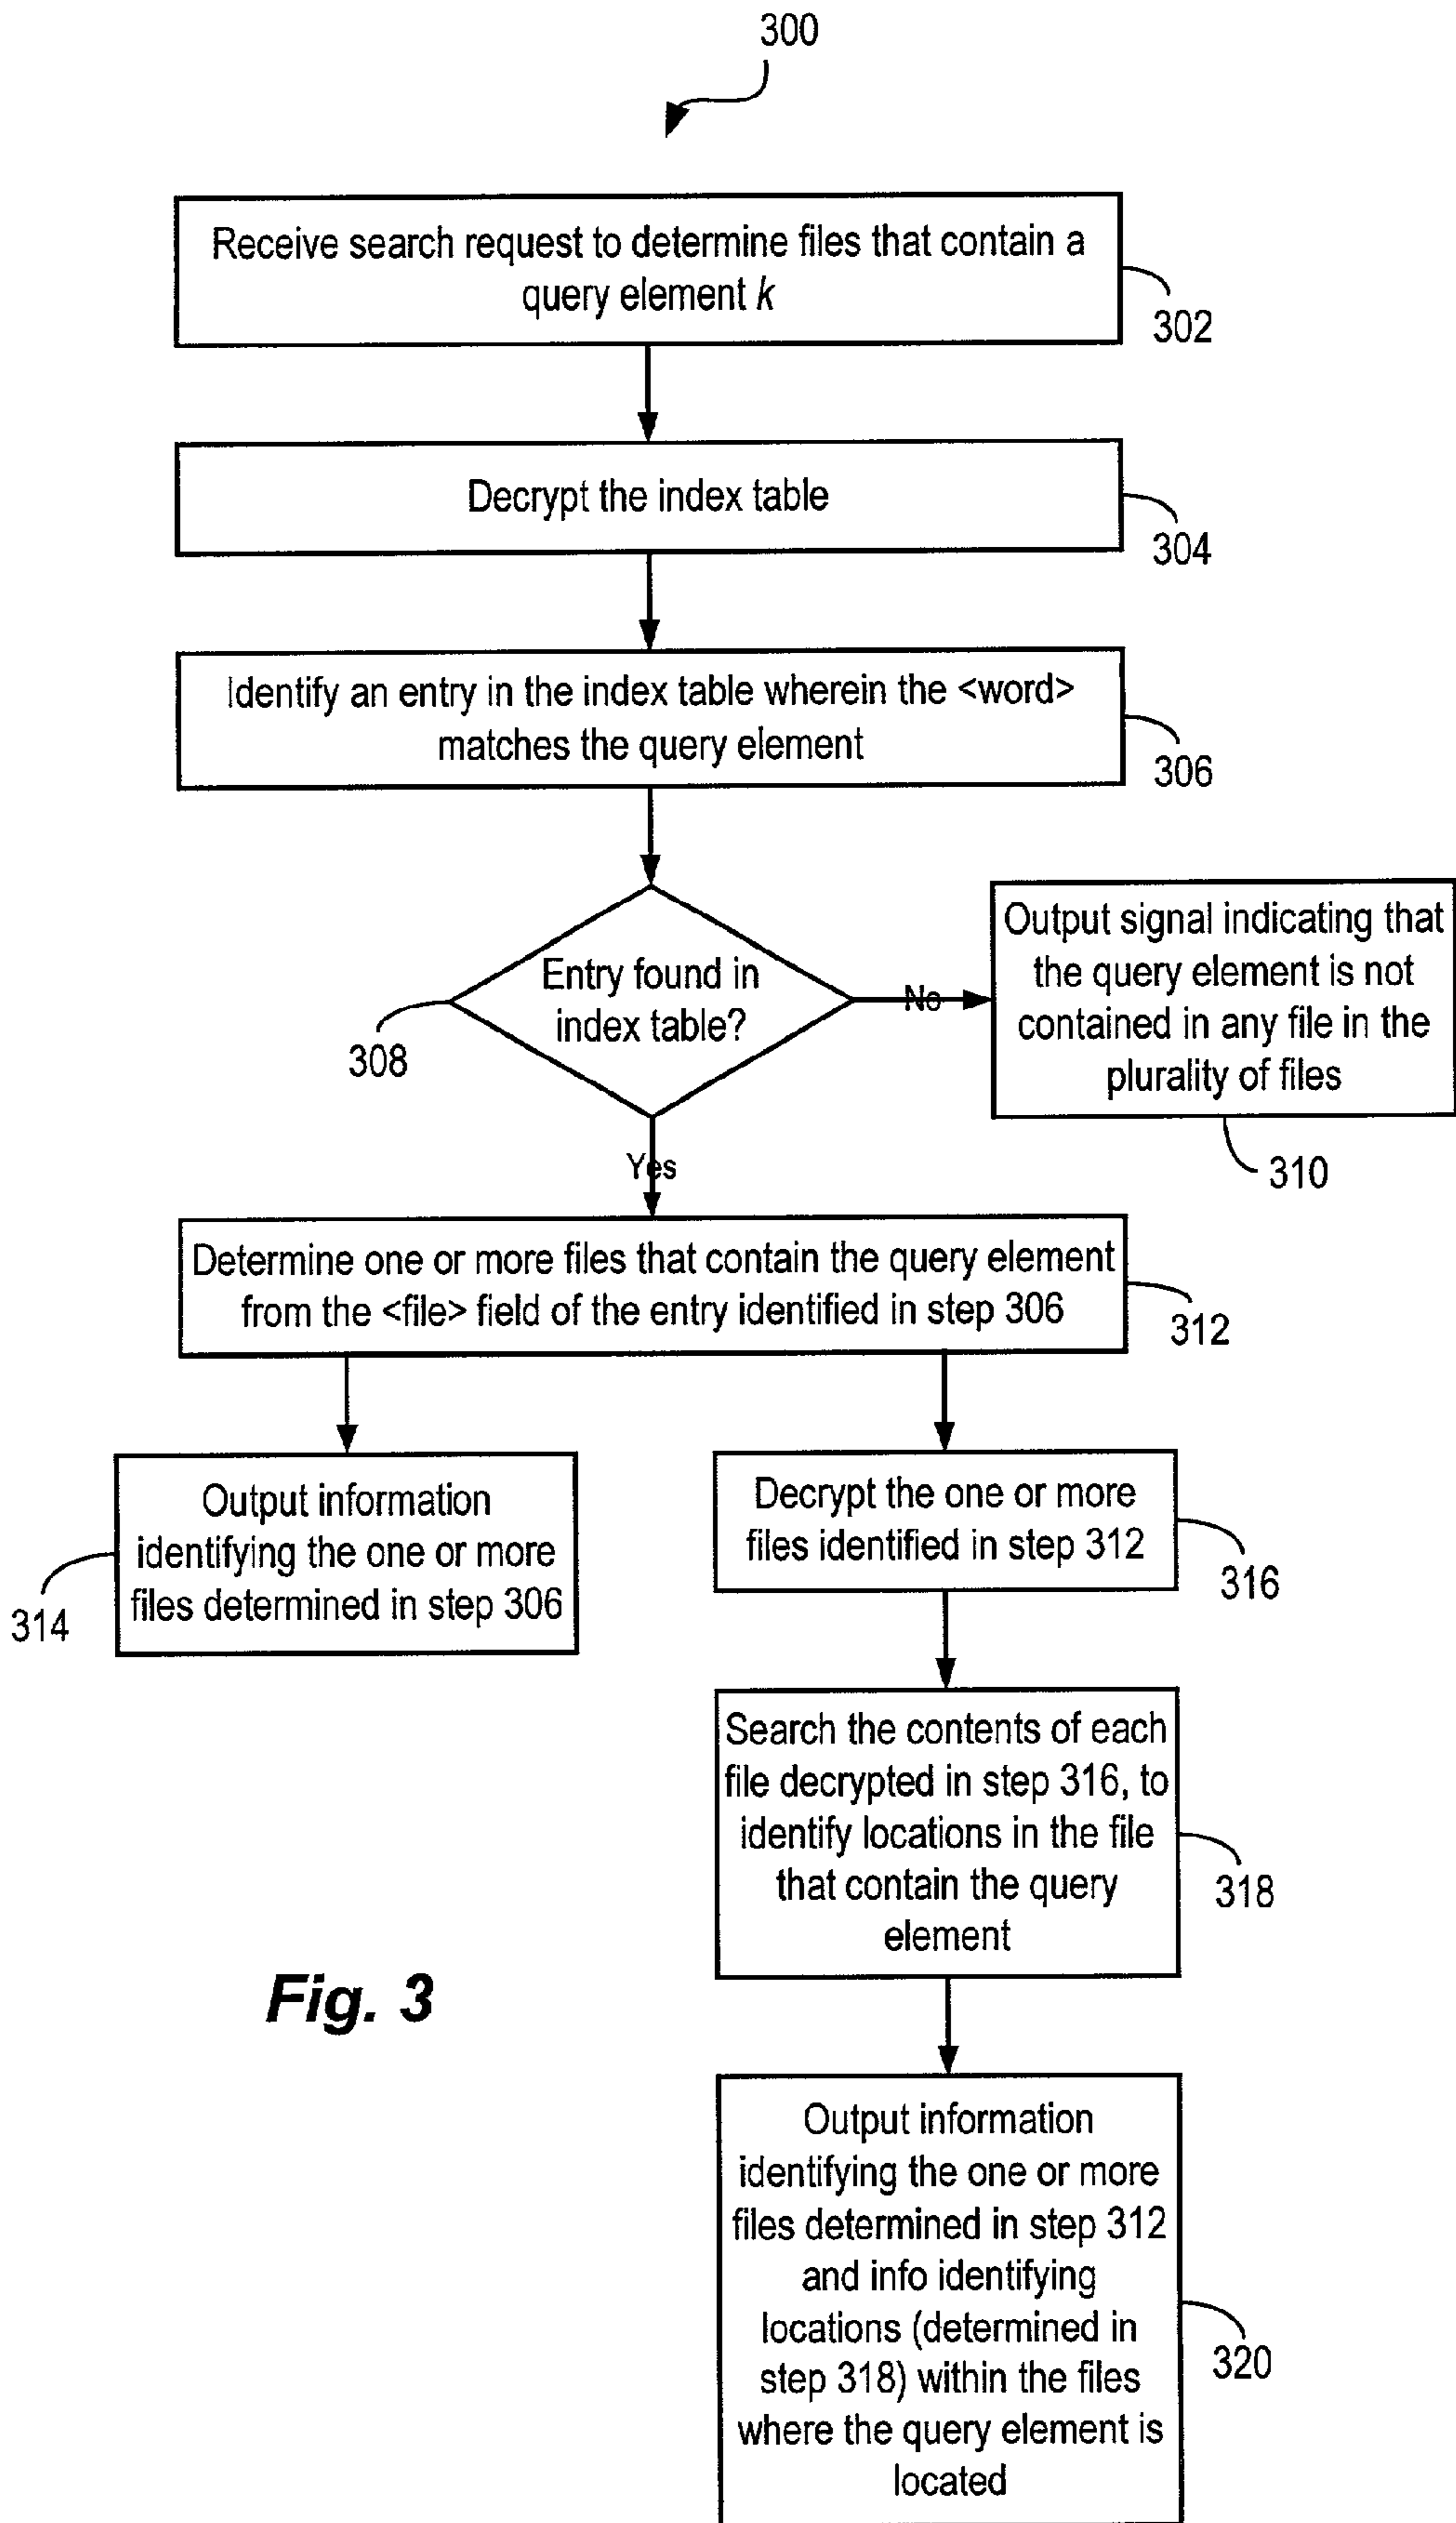 300
Receive search request to determine files that contain a
query element k
302
Decrypt the index table
304
Identify an entry in the index table wherein the <word>
matches the query element
306
Entry found in
index table?
308
No
Output signal indicating that
the query element is not
contained in any file in the
plurality of files
310
Yes
Determine one or more files that contain the query element
from the <file> field of the entry identified in step 306
312
Output information
identifying the one or more
files determined in step 306
314
Decrypt the one or more
files identified in step 312
316
Search the contents of each
file decrypted in step 316, to
identify locations in the file
that contain the query
element
318
Fig. 3
Output information
identifying the one or more
files determined in step 312
and info identifying
locations (determined in
step 318) within the files
where the query element is
located
320